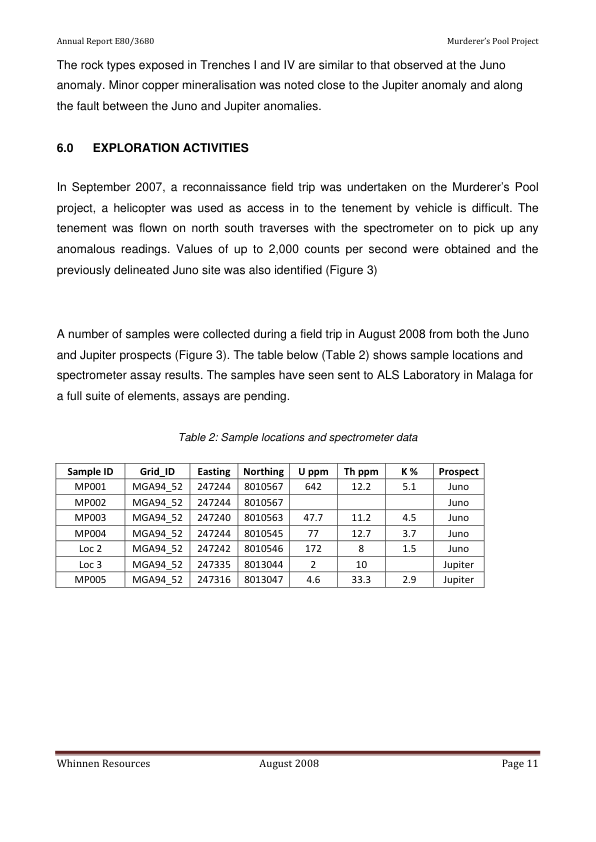 Annual Report E80/3680 Murderer's Pool Project
The rock types exposed in Trenches I and IV are similar to that observed at the Juno
anomaly. Minor copper mineralisation was noted close to the Jupiter anomaly and along
the fault between the Juno and Jupiter anomalies.
6.0 EXPLORATION ACTIVITIES
In September 2007, a reconnaissance field trip was undertaken on the Murderer's Pool
project, a helicopter was used as access in to the tenement by vehicle is difficult. The
tenement was flown on north south traverses with the spectrometer on to pick up any
anomalous readings. Values of up to 2,000 counts per second were obtained and the
previously delineated Juno site was also identified (Figure 3)
A number of samples were collected during a field trip in August 2008 from both the Juno
and Jupiter prospects (Figure 3). The table below (Table 2) shows sample locations and
spectrometer assay results. The samples have seen sent to ALS Laboratory in Malaga for
a full suite of elements, assays are pending.
Table 2: Sample locations and spectrometer data
Sample ID Grid_ID Easting Northing U ppm Th ppm K % Prospect
MP001 MGA94_52 247244 8010567 642 12.2 5.1 Juno
MP002 MGA94_52 247244 8010567 Juno
MP003 MGA94_52 247240 8010563 47.7 11.2 4.5 Juno
MP004 MGA94_52 247244 8010545 77 12.7 3.7 Juno
Loc 2 MGA94_52 247242 8010546 172 8 1.5 Juno
Loc 3 MGA94_52 247335 8013044 2 10 Jupiter
MP005 MGA94_52 247316 8013047 4.6 33.3 2.9 Jupiter
Whinnen Resources August 2008 Page 11